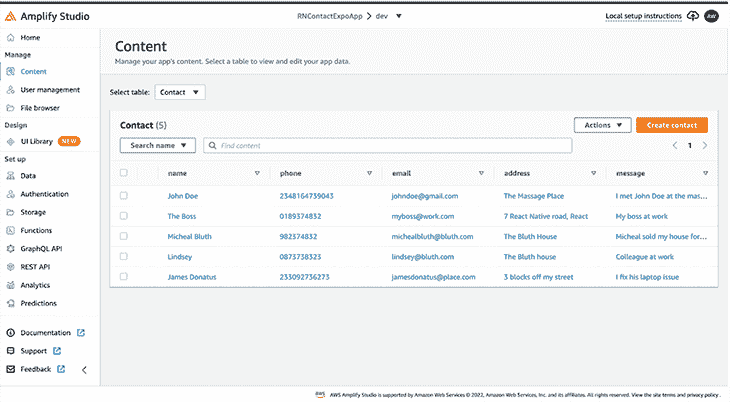 Amplify Studio
RNContactExpoApp > dev
Local setup instructions
Home
Manage
Content
User management
File browser
Design
UI Library NEW
Set up
Data
Authentication
Storage
Functions
GraphQL API
REST API
Analytics
Predictions
Documentation
Support
Feedback
Content
Manage your app's content. Select a table to view and edit your app data.
Select table: Contact
Contact (5) Actions Create contact
Search name Find content 1
name phone email address message
John Doe 2348164739043 johndoe@gmail.com The Massage Place I met John Doe at the mas...
The Boss 0189374832 myboss@work.com 7 React Native road, React My boss at work
Micheal Bluth 982374832 michealbluth@bluth.com The Bluth House Micheal sold my house for...
Lindsey 0873738323 lindsey@bluth.com The Bluth house Colleague at work
James Donatus 233092736273 jamesdonatus@place.com 3 blocks off my street I fix his laptop issue
aws AWS Amplify Studio is supported by Amazon Web Services © 2022, Amazon Web Services, Inc. and its affiliates. All rights reserved. View the site terms and privacy policy.